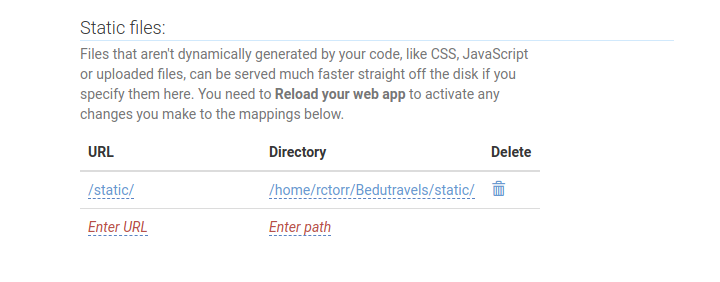 Static files:
Files that aren't dynamically generated by your code, like CSS, JavaScript
or uploaded files, can be served much faster straight off the disk if you
specify them here. You need to Reload your web app to activate any
changes you make to the mappings below.
URL Directory Delete
/static/ /home/rctorr/Bedutravels/static/
Enter URL Enter path